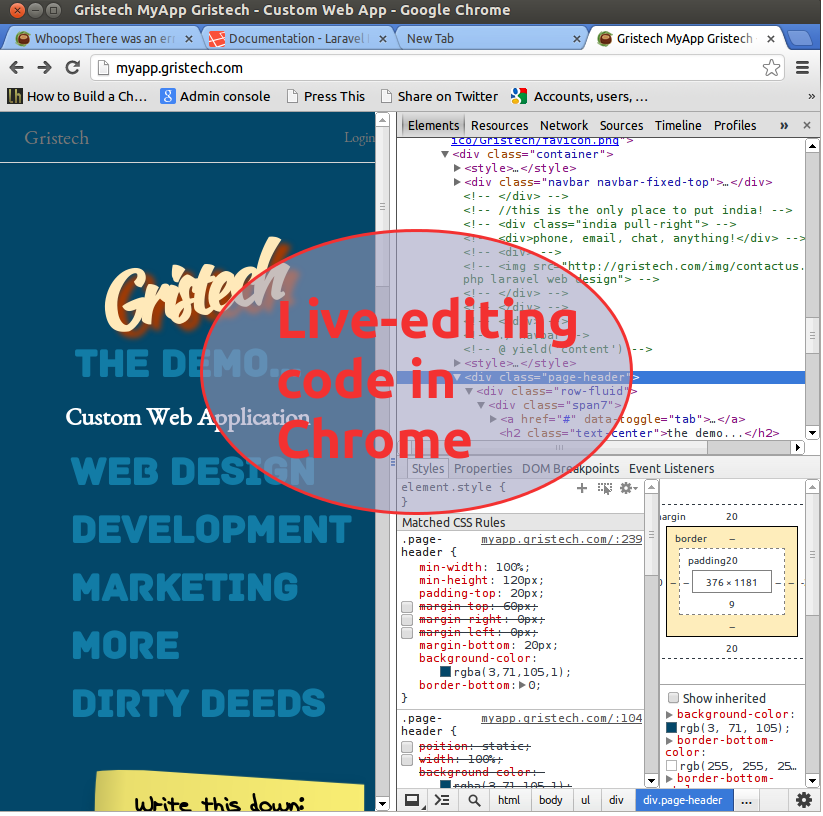 Gristech MyApp Gristech - Custom Web App - Google Chrome
Whoops! There was an err
Documentation - Laravel
New Tab
Gristech MyApp Gristech
myapp.gristech.com
How to Build a Ch...
Admin console
Press This
Share on Twitter
Accounts, users, ...
»
Gristech
Login
Gristech
THE DEMO...
Custom Web Application
WEB DESIGN
DEVELOPMENT
MARKETING
MORE
DIRTY DEEDS
Write this down:
Live-editing
code in
Chrome
Elements Resources Network Sources Timeline Profiles » ×
ico/Gristech/favicon.png">
▼<div class="container">
▶<style>…</style>
▶<div class="navbar navbar-fixed-top">…</div>
<!-- </div> -->
<!-- //this is the only place to put india! -->
<!-- <div class="india pull-right"> -->
<!-- <div>phone, email, chat, anything!</div> -->
<!-- <div> -->
<!-- <img src="http://gristech.com/img/contactus.
php laravel web design"> -->
<!-- </div> -->
<!-- </div> -->
<!-- <div> -->
<!-- @ yield('content') -->
▶<style>…</style>
▼<div class="page-header">
▼<div class="row-fluid">
▼<div class="span7">
▶<a href="#" data-toggle="tab">…</a>
<h2 class="text-center">the demo...</h2>
Styles Properties DOM Breakpoints Event Listeners
element.style {
}
Matched CSS Rules
.page- myapp.gristech.com/:239
header {
min-width: 100%;
min-height: 120px;
padding-top: 20px;
margin-top: 60px;
margin-right: 0px;
margin-left: 0px;
margin-bottom: 20px;
background-color:
rgba(3,71,105,1);
border-bottom:▶0;
}
.page- myapp.gristech.com/:104
header {
poition: static;
width: 100%;
background-color:
rgba(3,71,105,1);
margin 20
border –
padding20
376 × 1181
9
–
20
Show inherited
▶background-color:
rgb(3, 71, 105);
▶border-bottom-
color:
rgb(255, 255, 25…
▶border-bottom-
html body ul div div.page-header ...